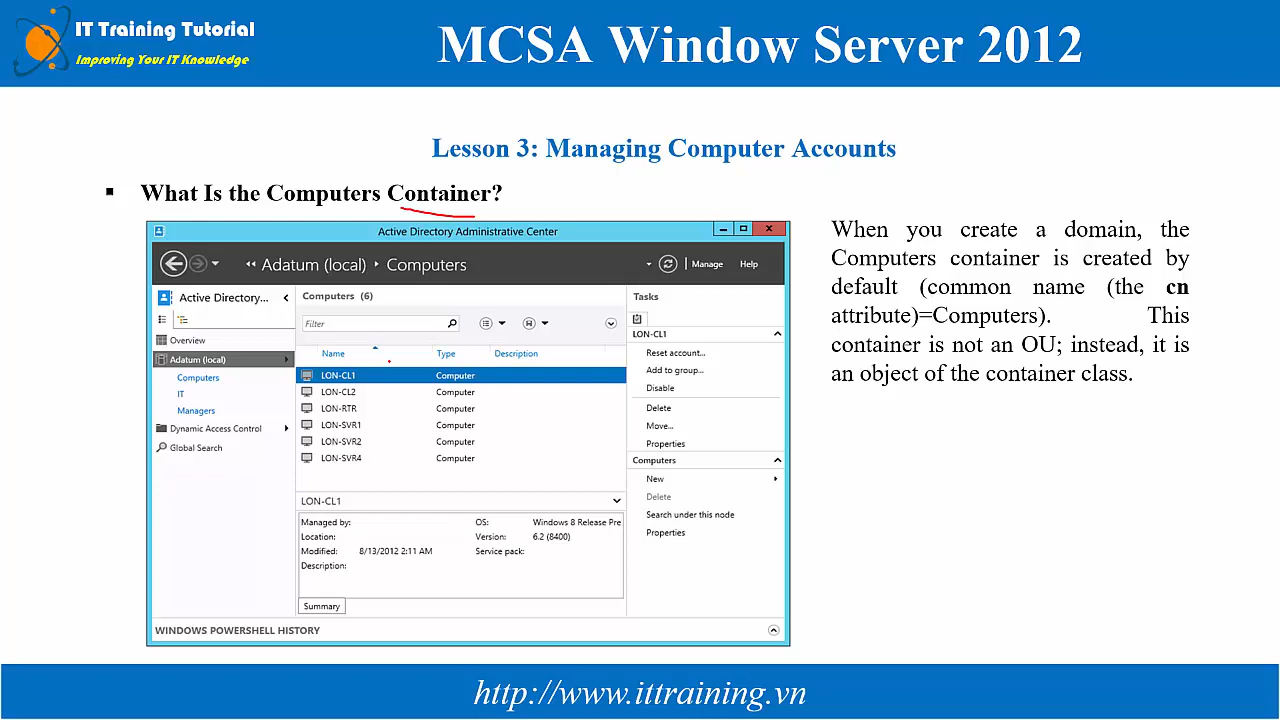 IT Training Tutorial
Improving Your IT Knowledge
MCSA Window Server 2012
Lesson 3: Managing Computer Accounts
What Is the Computers Container?
When you create a domain, the
Computers container is created by
default (common name (the cn
attribute)=Computers). This
container is not an OU; instead, it is
an object of the container class.
Active Directory Administrative Center
Adatum (local) Computers
Manage Help
Active Directory...
Overview
Adatum (local)
Computers
IT
Managers
Dynamic Access Control
Global Search
Computers (6)
Filter
Name Type Description
LON-CL1 Computer
LON-CL2 Computer
LON-RTR Computer
LON-SVR1 Computer
LON-SVR2 Computer
LON-SVR4 Computer
LON-CL1
Managed by: OS: Windows 8 Release Pre
Location: Version: 6.2 (8400)
Modified: 8/13/2012 2:11 AM Service pack:
Description:
Summary
Tasks
LON-CL1
Reset account...
Add to group...
Disable
Delete
Move...
Properties
Computers
New
Delete
Search under this node
Properties
WINDOWS POWERSHELL HISTORY
http://www.ittraining.vn